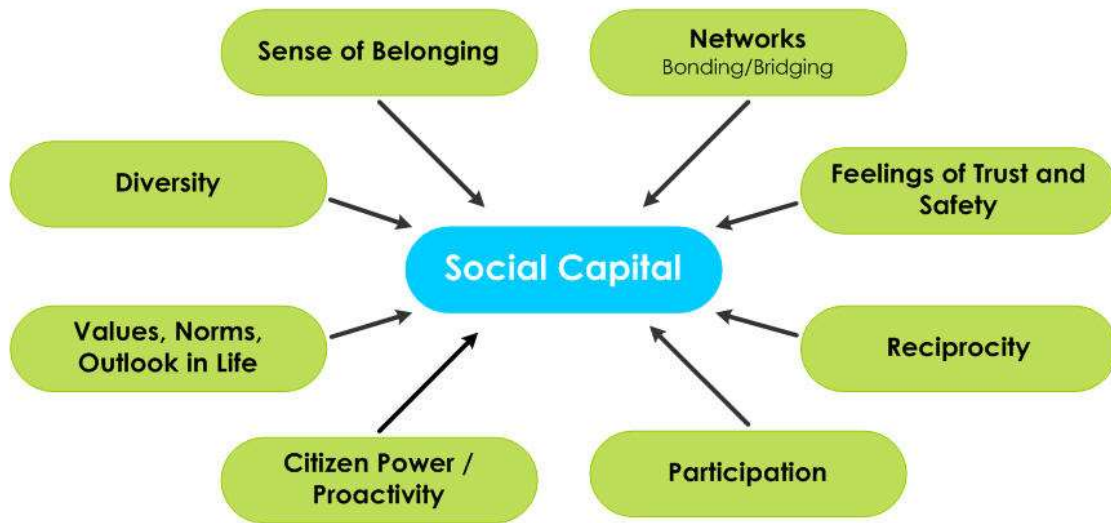 Sense of Belonging
Networks
Bonding/Bridging
Diversity
Feelings of Trust and
Safety
Social Capital
Values, Norms,
Outlook in Life
Reciprocity
Citizen Power /
Proactivity
Participation